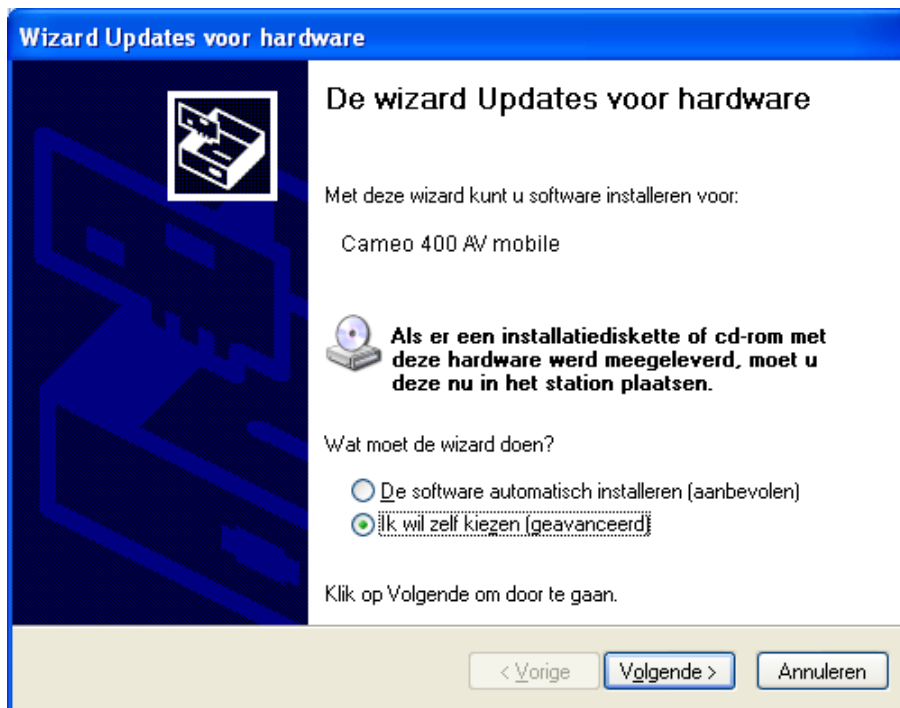 Wizard Updates voor hardware
De wizard Updates voor hardware
Met deze wizard kunt u software installeren voor:
Cameo 400 AV mobile
Als er een installatiediskette of cd-rom met
deze hardware werd meegeleverd, moet u
deze nu in het station plaatsen.
Wat moet de wizard doen?
De software automatisch installeren (aanbevolen)
Ik wil zelf kiezen (geavanceerd)
Klik op Volgende om door te gaan.
< Vorige
Volgende >
Annuleren